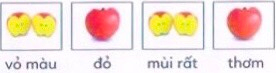 vỏ màu đỏ mùi rất thơm